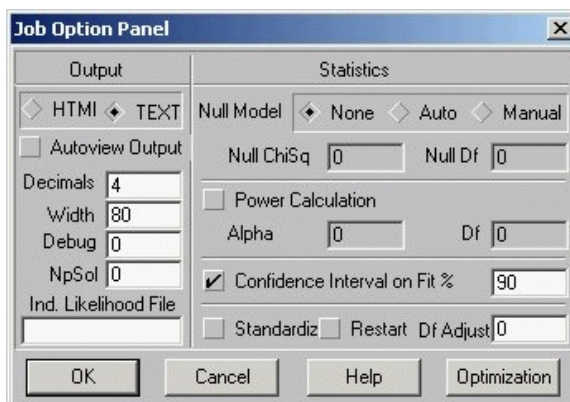 Job Option Panel
Output
HTMl TEXT
Autoview Output
Decimals 4
Width 80
Debug 0
NpSol 0
Ind. Likelihood File
Statistics
Null Model None Auto Manual
Null ChiSq 0 Null Df 0
Power Calculation
Alpha 0 Df 0
Confidence Interval on Fit % 90
Standardiz Restart Df Adjust 0
OK Cancel Help Optimization